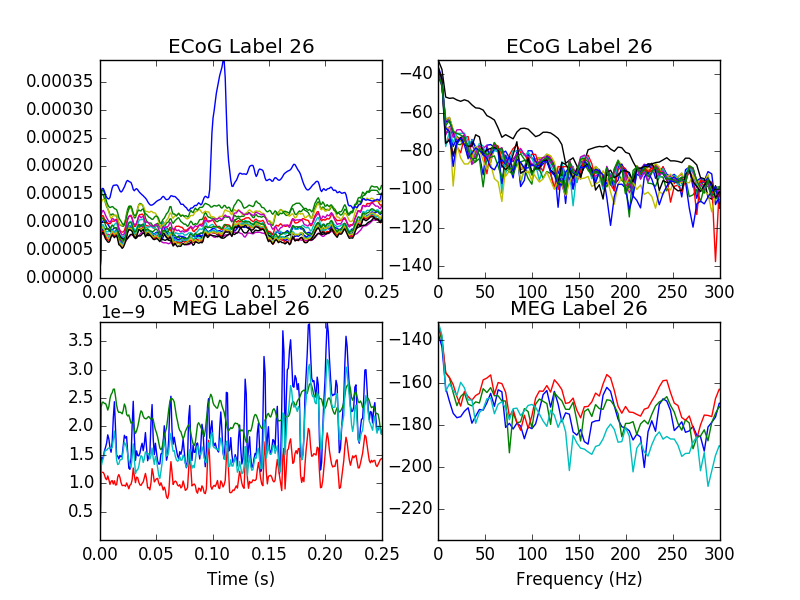 ECoG Label 26
ECoG Label 26
0.00035
0.00030
0.00025
0.00020
0.00015
0.00010
0.00005
0.00000
0.00 0.05 0.10 0.15 0.20 0.25
−40
−60
−80
−100
−120
−140
0 50 100 150 200 250 300
MEG Label 26
MEG Label 26
1e−9
3.5
3.0
2.5
2.0
1.5
1.0
0.5
0.00 0.05 0.10 0.15 0.20 0.25
Time (s)
−140
−160
−180
−200
−220
0 50 100 150 200 250 300
Frequency (Hz)